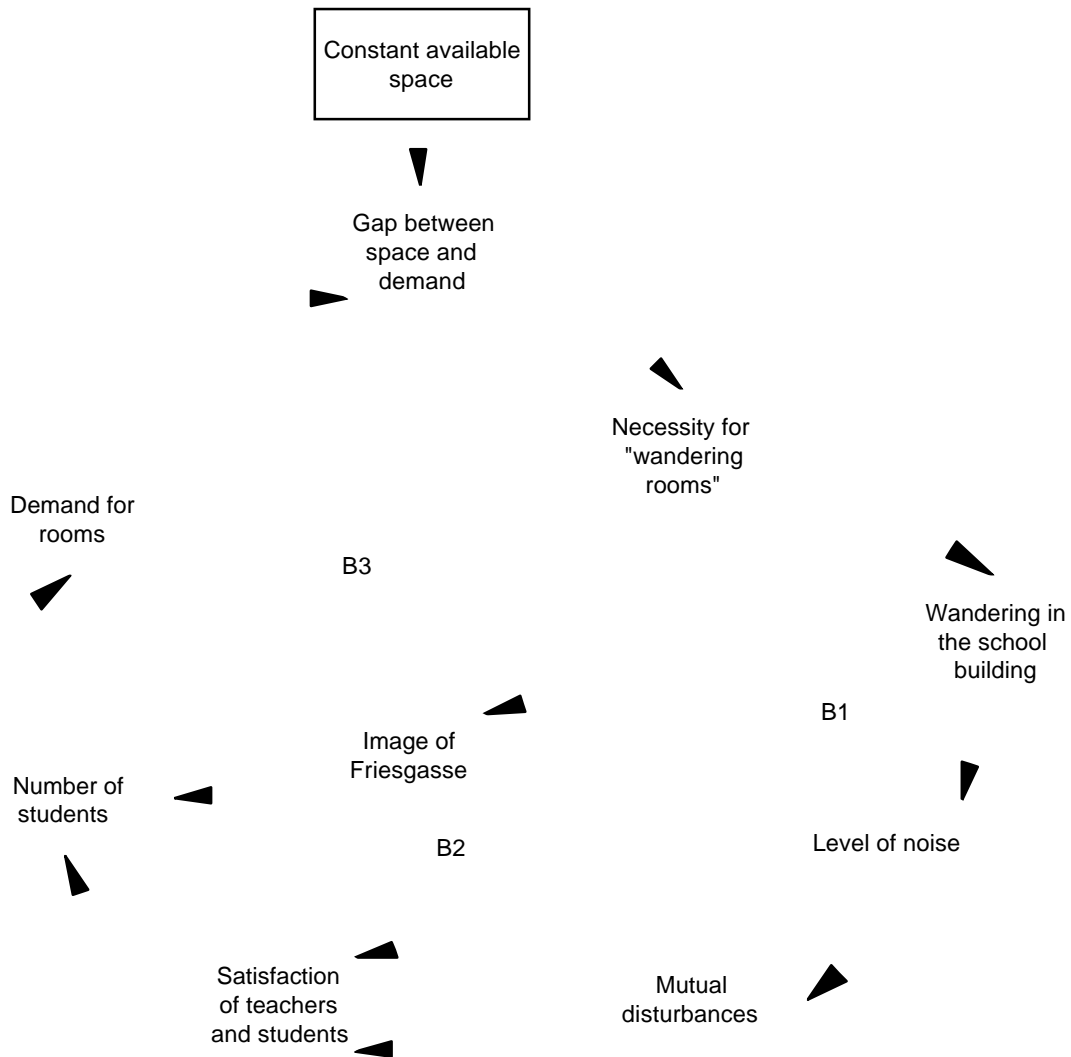 Constant available
space
Gap between
space and
demand
Necessity for
"wandering
rooms"
Demand for
rooms
B3
Wandering in
the school
building
B1
Image of
Friesgasse
Number of
students
B2
Level of noise
Satisfaction
of teachers
and students
Mutual
disturbances